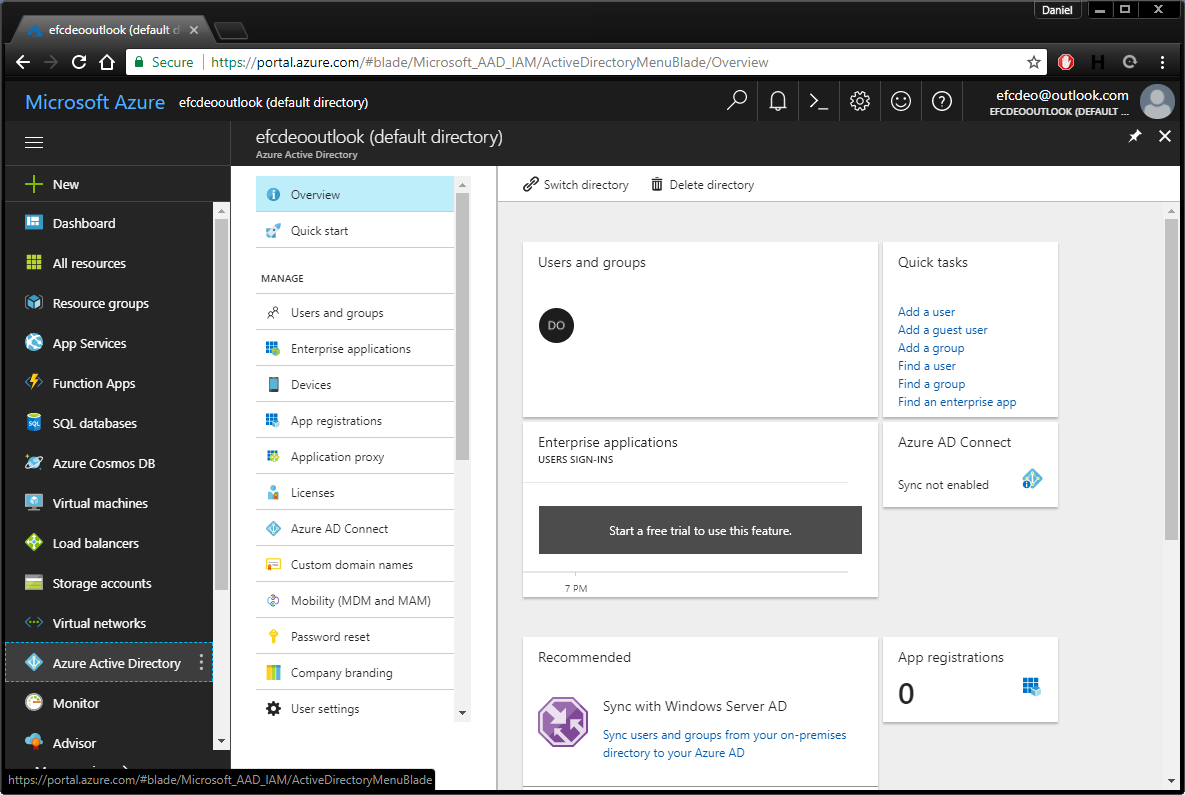 Daniel
efcdeooutlook (default d
Secure https://portal.azure.com/#blade/Microsoft_AAD_IAM/ActiveDirectoryMenuBlade/Overview
Microsoft Azure efcdeooutlook (default directory)
efcdeo@outlook.com
EFCDEOOUTLOOK (DEFAULT ...
efcdeooutlook (default directory)
Azure Active Directory
New
Dashboard
All resources
Resource groups
App Services
Function Apps
SQL databases
Azure Cosmos DB
Virtual machines
Load balancers
Storage accounts
Virtual networks
Azure Active Directory
Monitor
Advisor
https://portal.azure.com/#blade/Microsoft_AAD_IAM/ActiveDirectoryMenuBlade
Overview
Quick start
MANAGE
Users and groups
Enterprise applications
Devices
App registrations
Application proxy
Licenses
Azure AD Connect
Custom domain names
Mobility (MDM and MAM)
Password reset
Company branding
User settings
Switch directory Delete directory
Users and groups
DO
Quick tasks
Add a user
Add a guest user
Add a group
Find a user
Find a group
Find an enterprise app
Enterprise applications
USERS SIGN-INS
Start a free trial to use this feature.
7 PM
Azure AD Connect
Sync not enabled
Recommended
Sync with Windows Server AD
Sync users and groups from your on-premises
directory to your Azure AD
App registrations
0